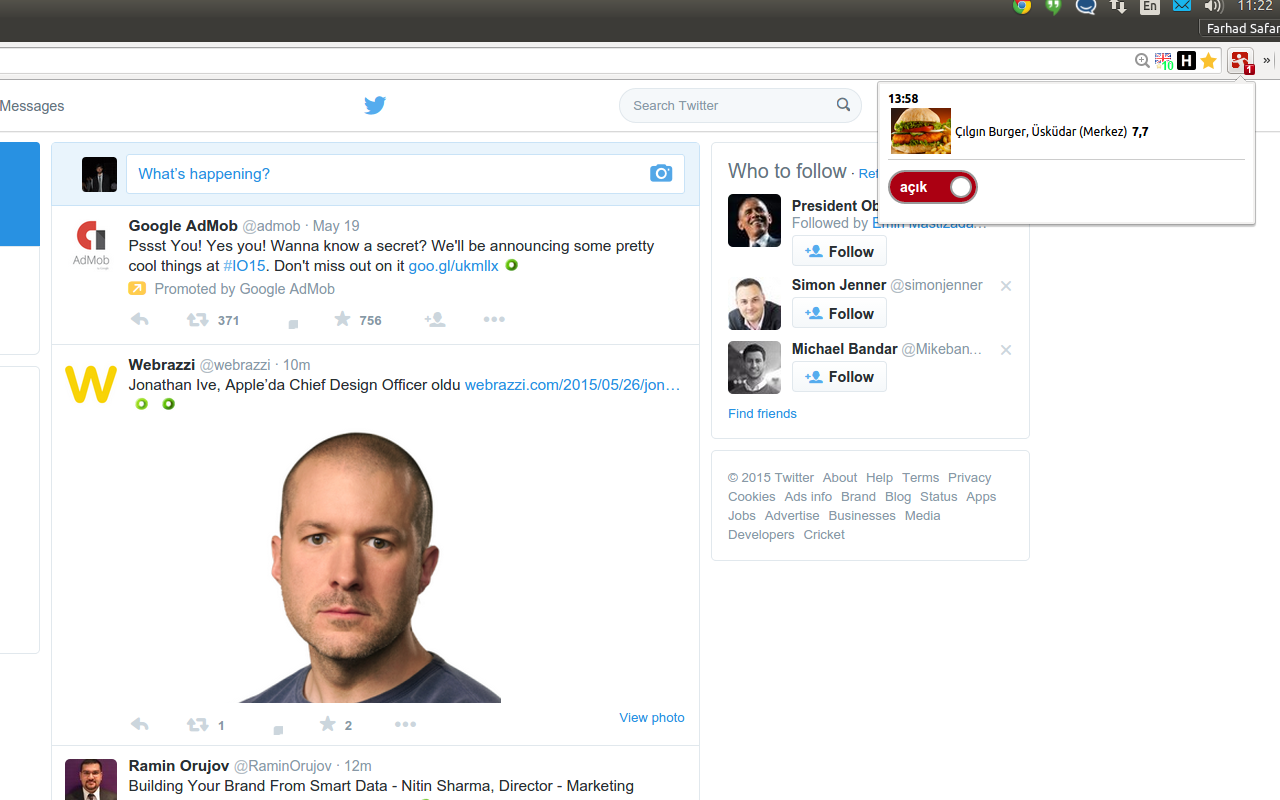 En
11:22
Farhad Safar
10
H
1
»
Messages
Search Twitter
13:58
Çılgın Burger, Üsküdar (Merkez) 7,7
açık
What's happening?
Google AdMob @admob · May 19
Pssst You! Yes you! Wanna know a secret? We'll be announcing some pretty
cool things at #IO15. Don't miss out on it goo.gl/ukmllx
AdMob
Promoted by Google AdMob
371
756
Webrazzi @webrazzi · 10m
Jonathan Ive, Apple'da Chief Design Officer oldu webrazzi.com/2015/05/26/jon…
View photo
1
2
Ramin Orujov @RaminOrujov · 12m
Building Your Brand From Smart Data - Nitin Sharma, Director - Marketing
Who to follow · Ref
President Ob
Followed by Emin Mastizada…
Follow
Simon Jenner @simonjenner
Follow
Michael Bandar @Mikeban…
Follow
Find friends
© 2015 Twitter About Help Terms Privacy
Cookies Ads info Brand Blog Status Apps
Jobs Advertise Businesses Media
Developers Cricket